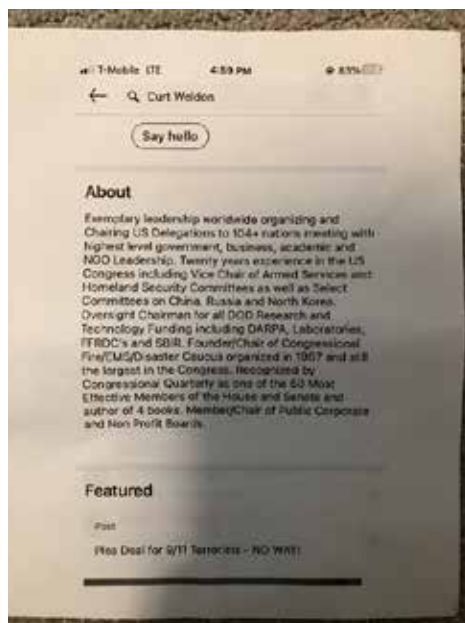 T-Mobile LTE 4:59 PM 83%
Curt Weldon
Say hello
About
Exemplary leadership worldwide organizing and
Chairing US Delegations to 104+ nations meeting with
highest level government, business, academic and
NGO Leadership. Twenty years experience in the US
Congress including Vice Chair of Armed Services and
Homeland Security Committees as well as Select
Committees on China, Russia and North Korea.
Oversight Chairman for all DOD Research and
Technology Funding including DARPA, Laboratories,
FFRDC's and SBIR. Founder/Chair of Congressional
Fire/EMS/Disaster Caucus organized in 1987 and still
the largest in the Congress. Recognized by
Congressional Quarterly as one of the 50 Most
Effective Members of the House and Senate and
author of 4 books. Member/Chair of Public Corporate
and Non Profit Boards.
Featured
Post
Plea Deal for 9/11 Terrorists - NO WAY!